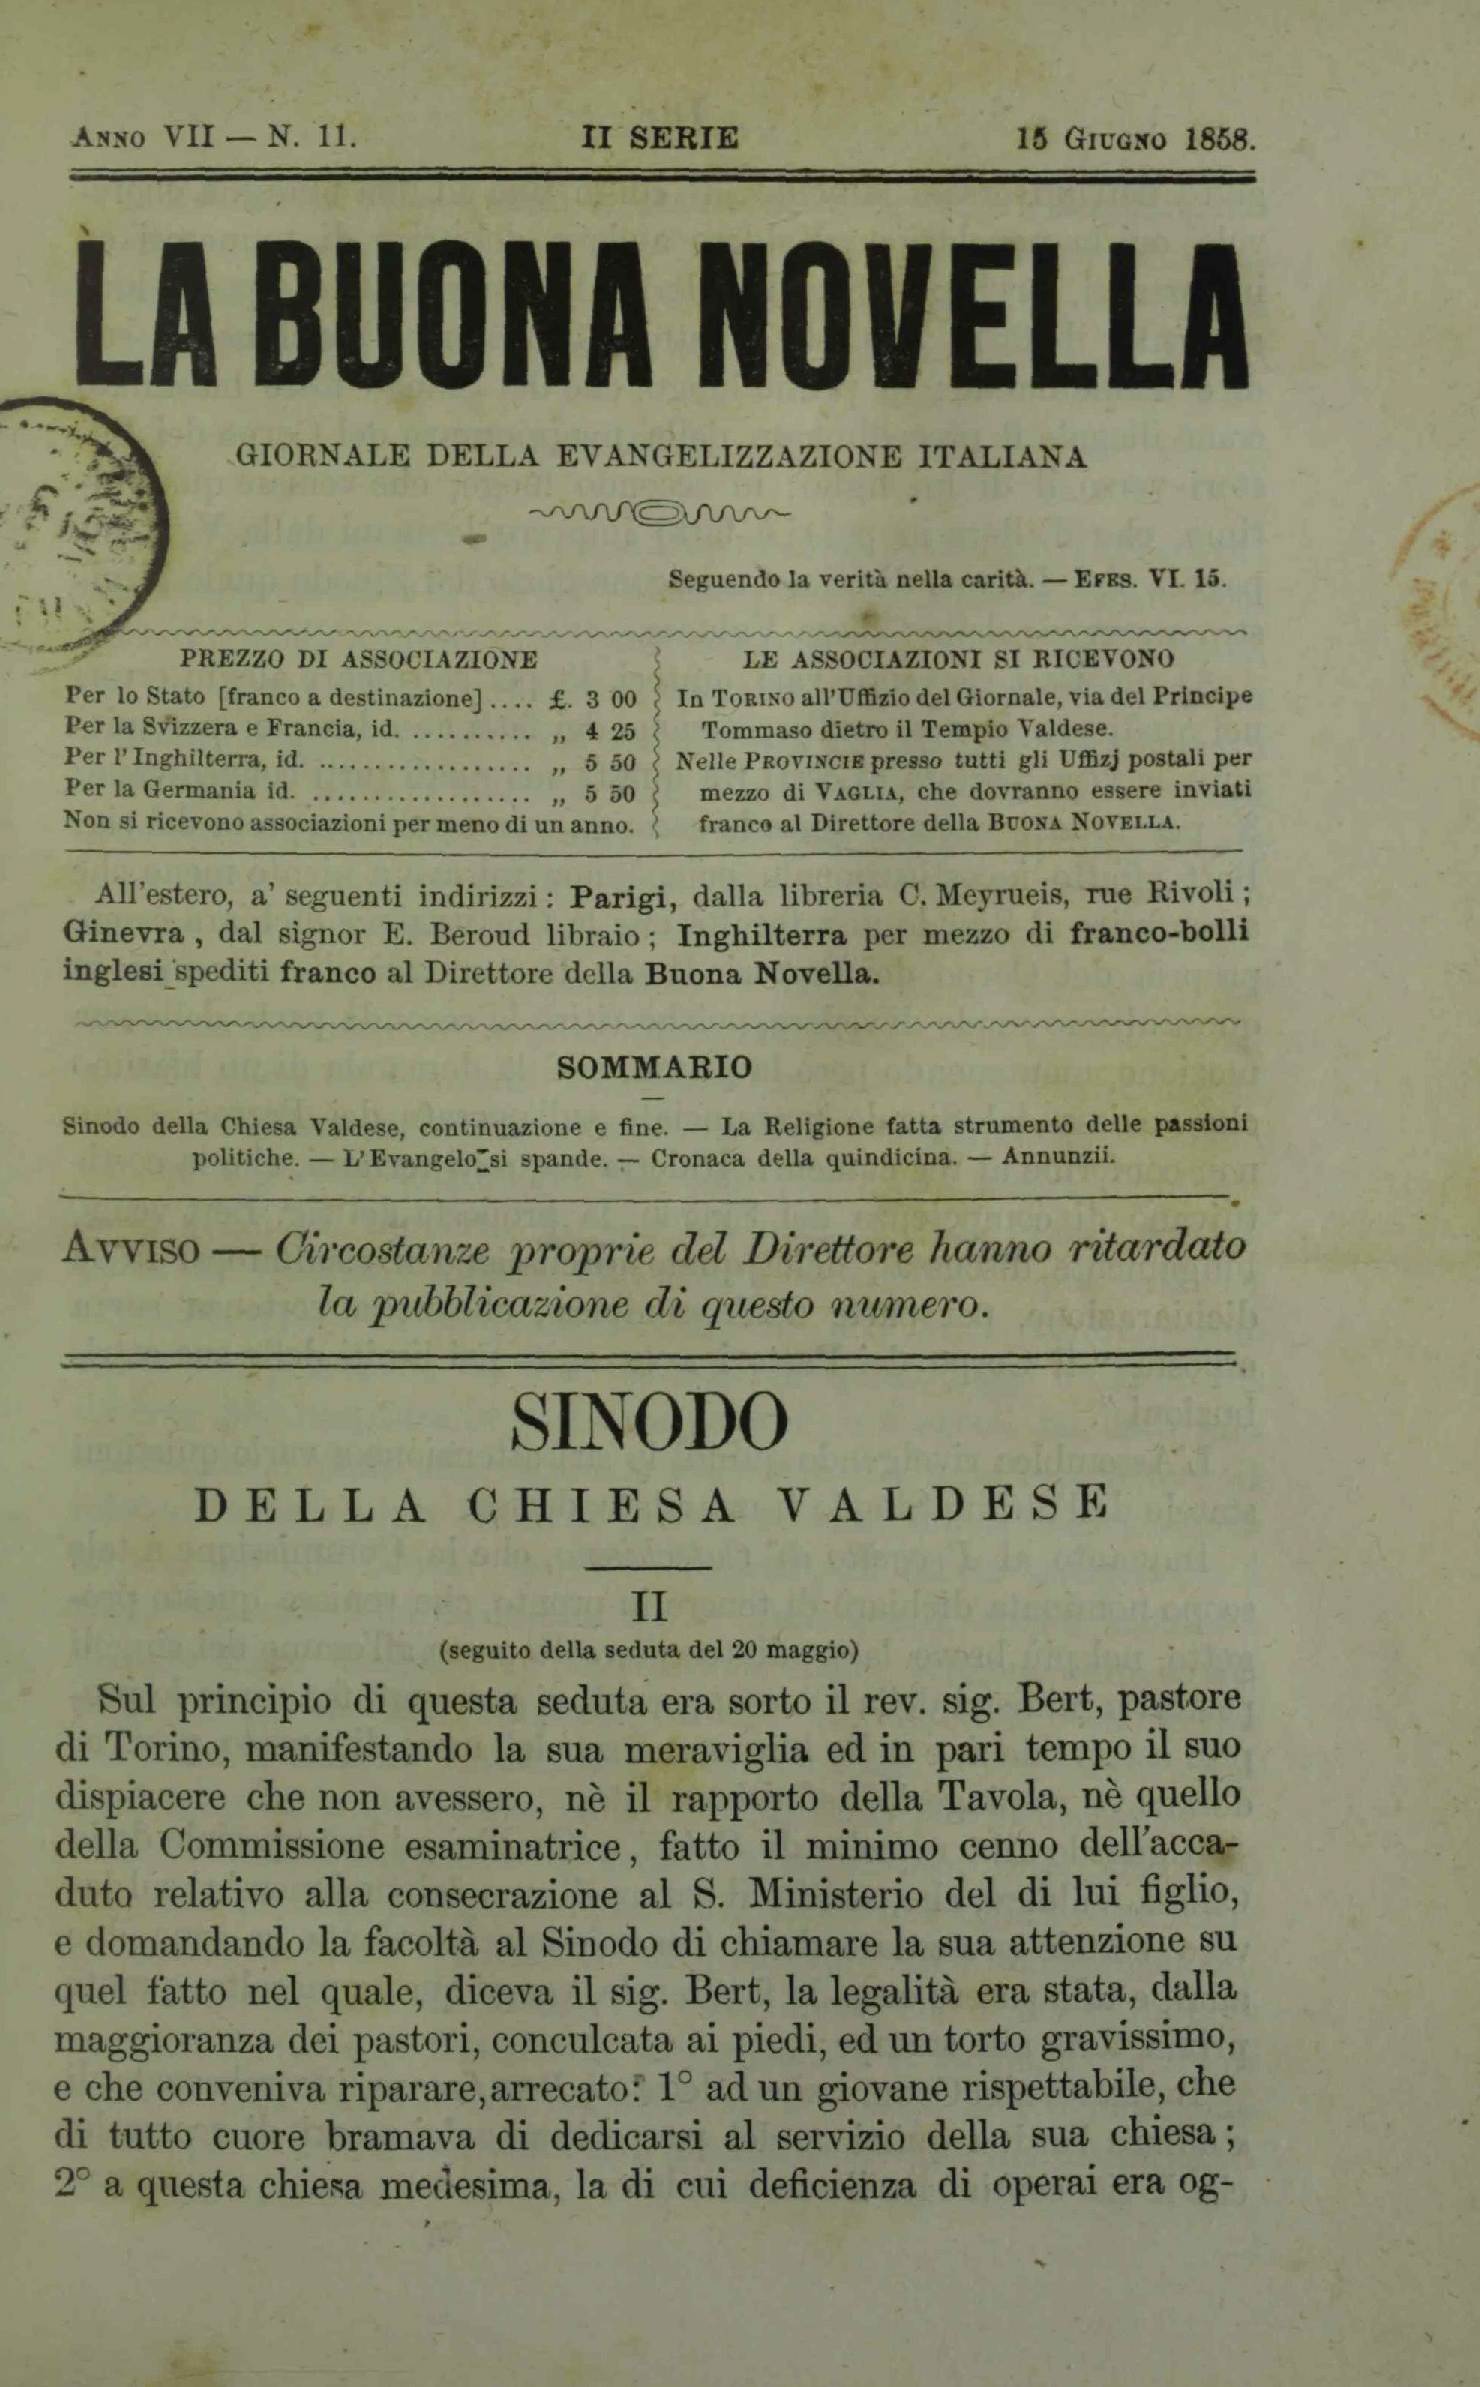 ANNO VII — N. 11.
II SERIE
15 GIUGNO 1858.
LA BUONA NOVELLA
GIORNALE DELLA EVANGELIZZAZIONE ITALIANA
Seguendo la verità nella carità. — EFES. VI. 15.
PREZZO DI ASSOCIAZIONE
Per lo Stato [franco a destinazione] .... £. 3 00
Per la Svizzera e Francia, id. .......... „ 4 25
Per l'Inghilterra, id. .................. „ 5 50
Per la Germania id. .................. „ 5 50
Non si ricevono associazioni per meno di un anno.
LE ASSOCIAZIONI SI RICEVONO
In TORINO all'Uffizio del Giornale, via del Principe
Tommaso dietro il Tempio Valdese.
Nelle PROVINCIE presso tutti gli Uffizj postali per
mezzo di VAGLIA, che dovranno essere inviati
franco al Direttore della BUONA NOVELLA.
All'estero, a' seguenti indirizzi : Parigi, dalla libreria C. Meyrueis, rue Rivoli ;
Ginevra , dal signor E. Beroud libraio ; Inghilterra per mezzo di franco-bolli
inglesi spediti franco al Direttore della Buona Novella.
SOMMARIO
Sinodo della Chiesa Valdese, continuazione e fine. — La Religione fatta strumento delle passioni
politiche. — L'Evangelo si spande. — Cronaca della quindicina. — Annunzii.
AVVISO — Circostanze proprie del Direttore hanno ritardato
la pubblicazione di questo numero.
SINODO
DELLA CHIESA VALDESE
II
(seguito della seduta del 20 maggio)
Sul principio di questa seduta era sorto il rev. sig. Bert, pastore
di Torino, manifestando la sua meraviglia ed in pari tempo il suo
dispiacere che non avessero, nè il rapporto della Tavola, nè quello
della Commissione esaminatrice, fatto il minimo cenno dell'acca-
duto relativo alla consecrazione al S. Ministerio del di lui figlio,
e domandando la facoltà al Sinodo di chiamare la sua attenzione su
quel fatto nel quale, diceva il sig. Bert, la legalità era stata, dalla
maggioranza dei pastori, conculcata ai piedi, ed un torto gravissimo,
e che conveniva riparare, arrecato: 1° ad un giovane rispettabile, che
di tutto cuore bramava di dedicarsi al servizio della sua chiesa ;
2° a questa chiesa medesima, la di cui deficienza di operai era og-